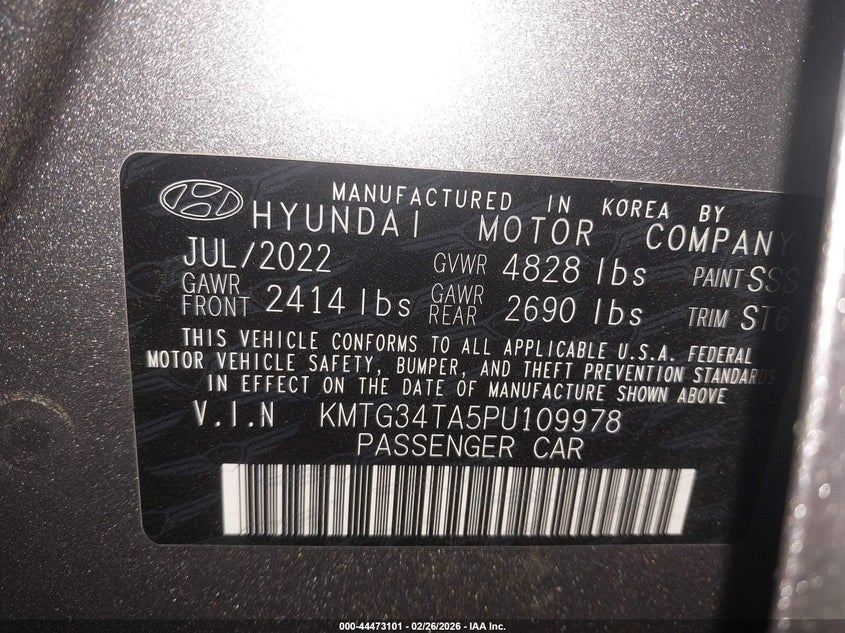 MANUFACTURED IN KOREA BY
HYUNDAI MOTOR COMPANY
JUL/2022 GVWR 4828 lbs PAINT SSS
GAWR FRONT 2414 lbs GAWR REAR 2690 lbs TRIM ST6
THIS VEHICLE CONFORMS TO ALL APPLICABLE U.S.A. FEDERAL
MOTOR VEHICLE SAFETY, BUMPER, AND THEFT PREVENTION STANDARDS
IN EFFECT ON THE DATE OF MANUFACTURE SHOWN ABOVE.
V.I.N KMTG34TA5PU109978
PASSENGER CAR
000-44473101 - 02/26/2026 - IAA Inc.